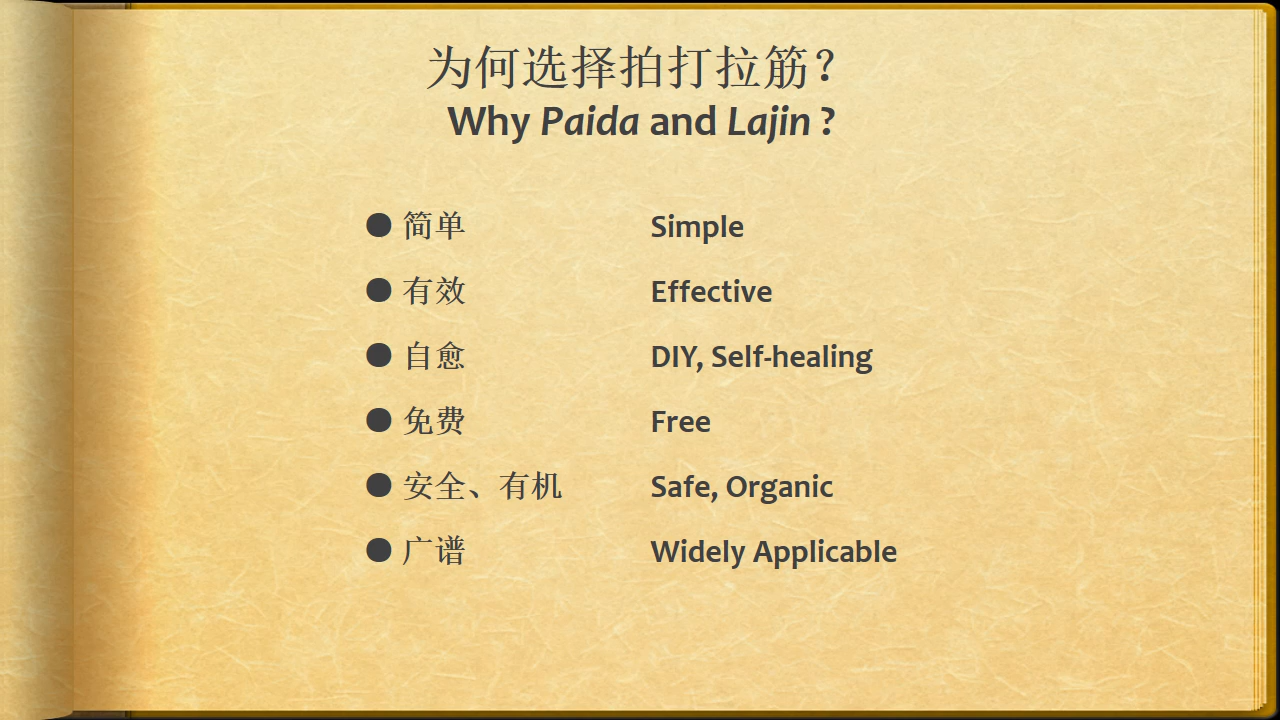 为何选择拍打拉筋？
Why Paida and Lajin ?
● 简单 Simple
● 有效 Effective
● 自愈 DIY, Self-healing
● 免费 Free
● 安全、有机 Safe, Organic
● 广谱 Widely Applicable